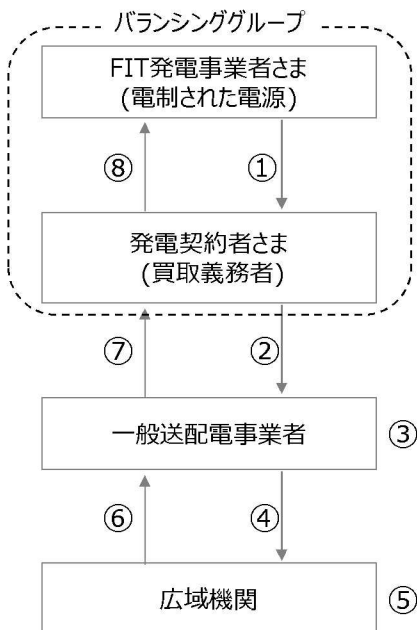 バランシンググループ
FIT発電事業者さま
(電制された電源)
⑧
①
発電契約者さま
(買取義務者)
⑦
②
一般送配電事業者
③
⑥
④
広域機関
⑤